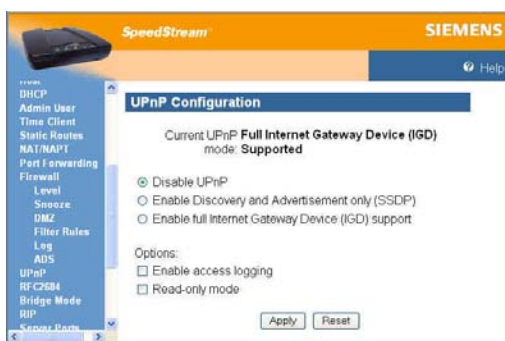 SpeedStream
SIEMENS
Help
Host
DHCP
Admin User
Time Client
Static Routes
NAT/NAPT
Port Forwarding
Firewall
Level
Snooze
DMZ
Filter Rules
Log
ADS
UPnP
RFC2684
Bridge Mode
RIP
Server Ports
UPnP Configuration
Current UPnP mode: Full Internet Gateway Device (IGD) Supported
Disable UPnP
Enable Discovery and Advertisement only (SSDP)
Enable full Internet Gateway Device (IGD) support
Options:
Enable access logging
Read-only mode
Apply Reset